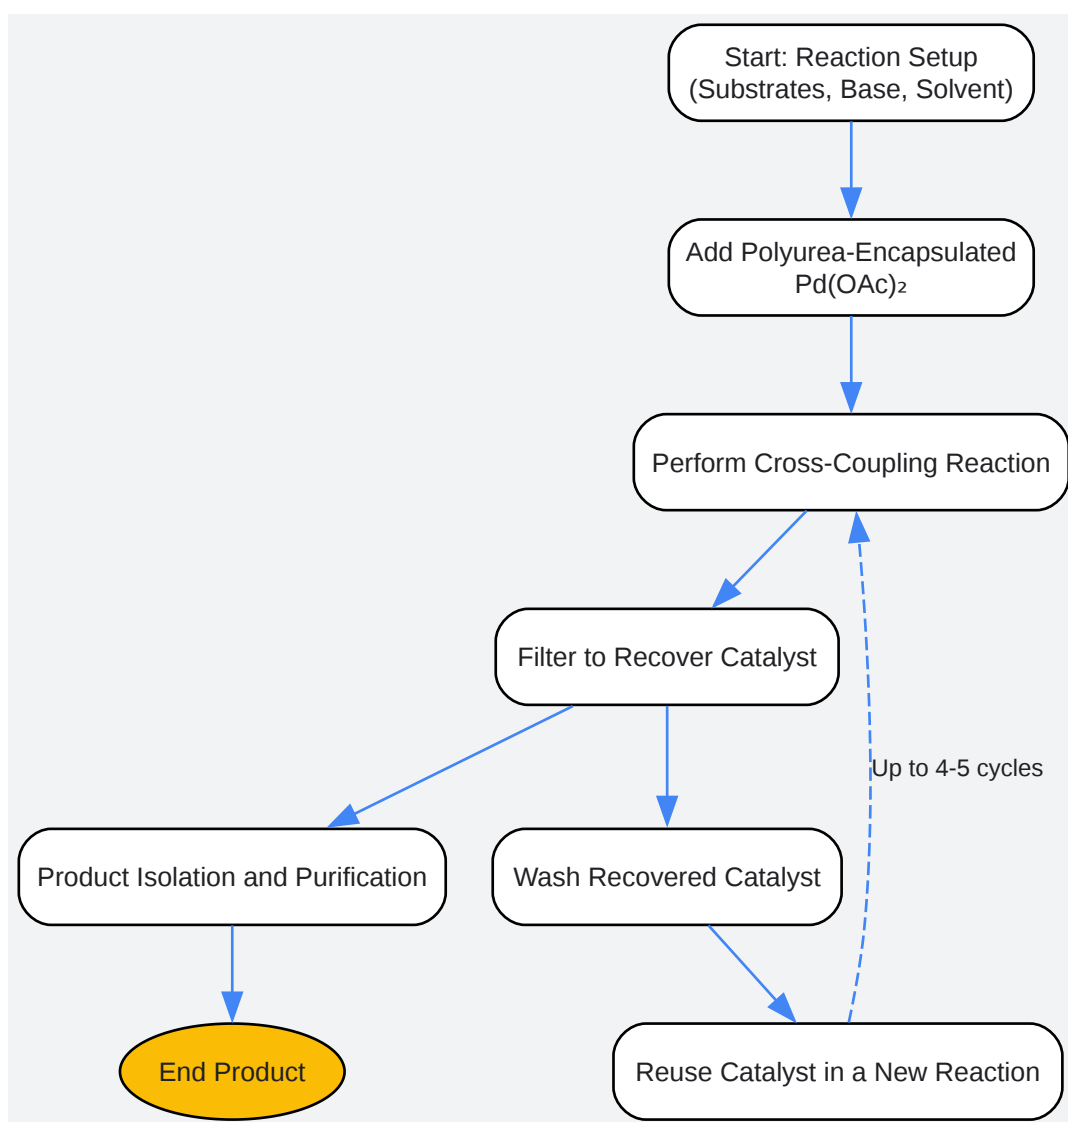 Start: Reaction Setup
(Substrates, Base, Solvent)
Add Polyurea-Encapsulated
Pd(OAc)₂
Perform Cross-Coupling Reaction
Filter to Recover Catalyst
Up to 4-5 cycles
Product Isolation and Purification
Wash Recovered Catalyst
End Product
Reuse Catalyst in a New Reaction